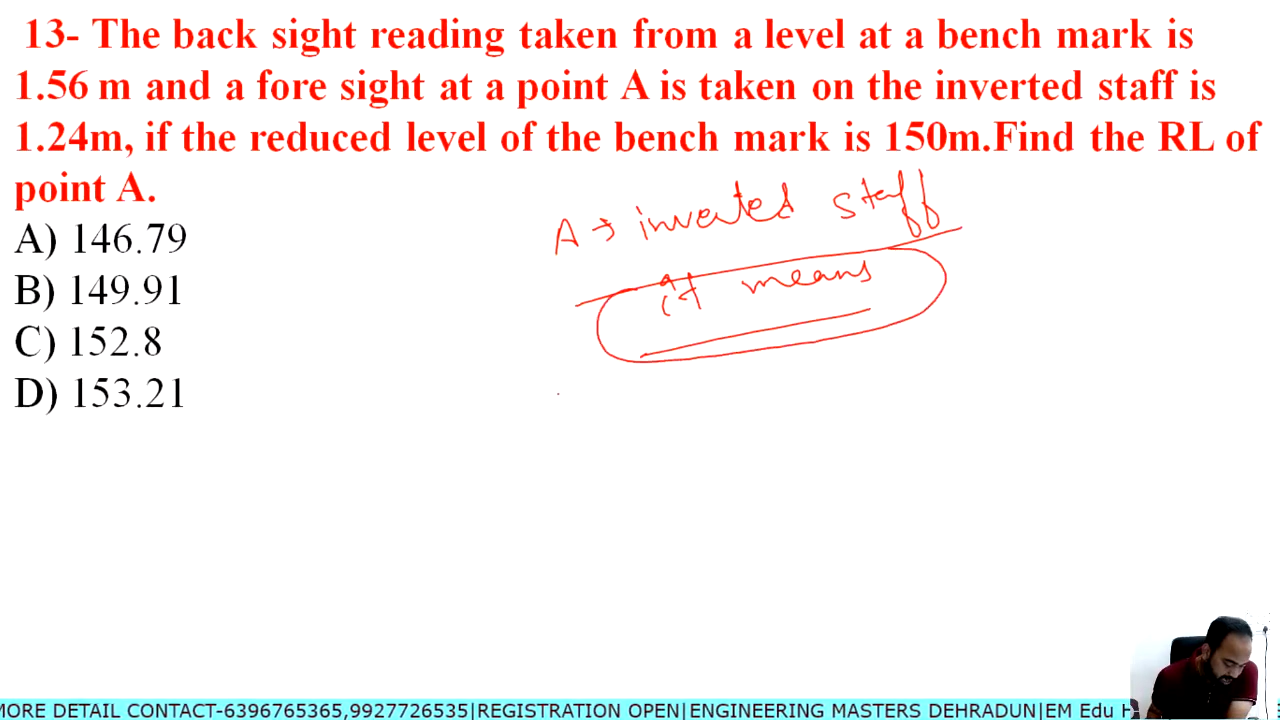 13- The back sight reading taken from a level at a bench mark is
1.56 m and a fore sight at a point A is taken on the inverted staff is
1.24m, if the reduced level of the bench mark is 150m.Find the RL of
point A.
A) 146.79
B) 149.91
C) 152.8
D) 153.21
A → inverted staff
it means
MORE DETAIL CONTACT-6396765365,9927726535|REGISTRATION OPEN|ENGINEERING MASTERS DEHRADUN|EM Edu H